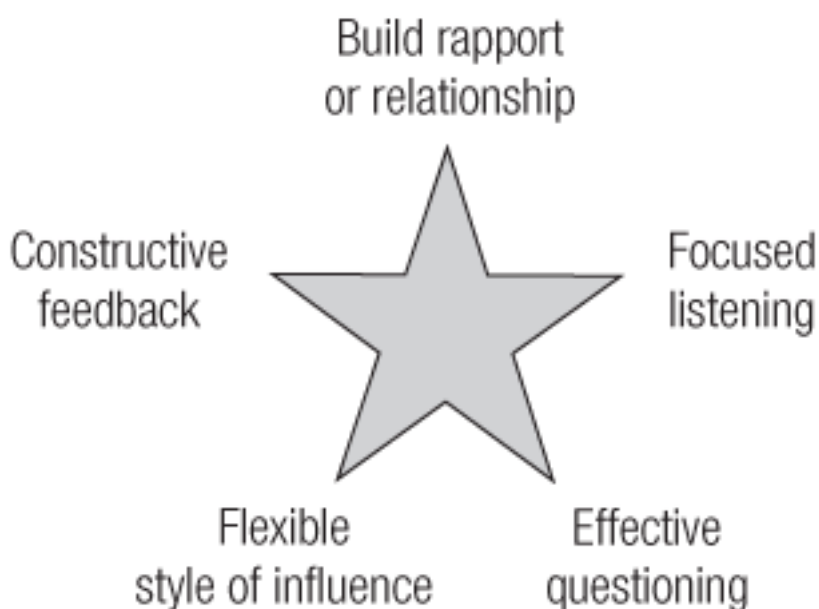 Build rapport
or relationship
Constructive
feedback
Focused
listening
Flexible
style of influence
Effective
questioning